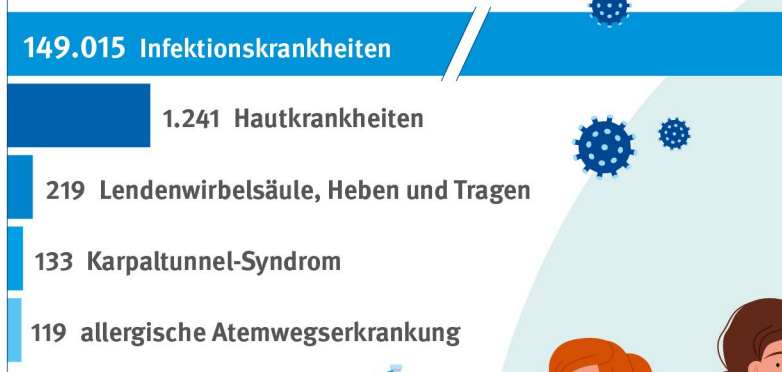 149.015 Infektionskrankheiten
1.241 Hautkrankheiten
219 Lendenwirbelsäule, Heben und Tragen
133 Karpaltunnel-Syndrom
119 allergische Atemwegserkrankung